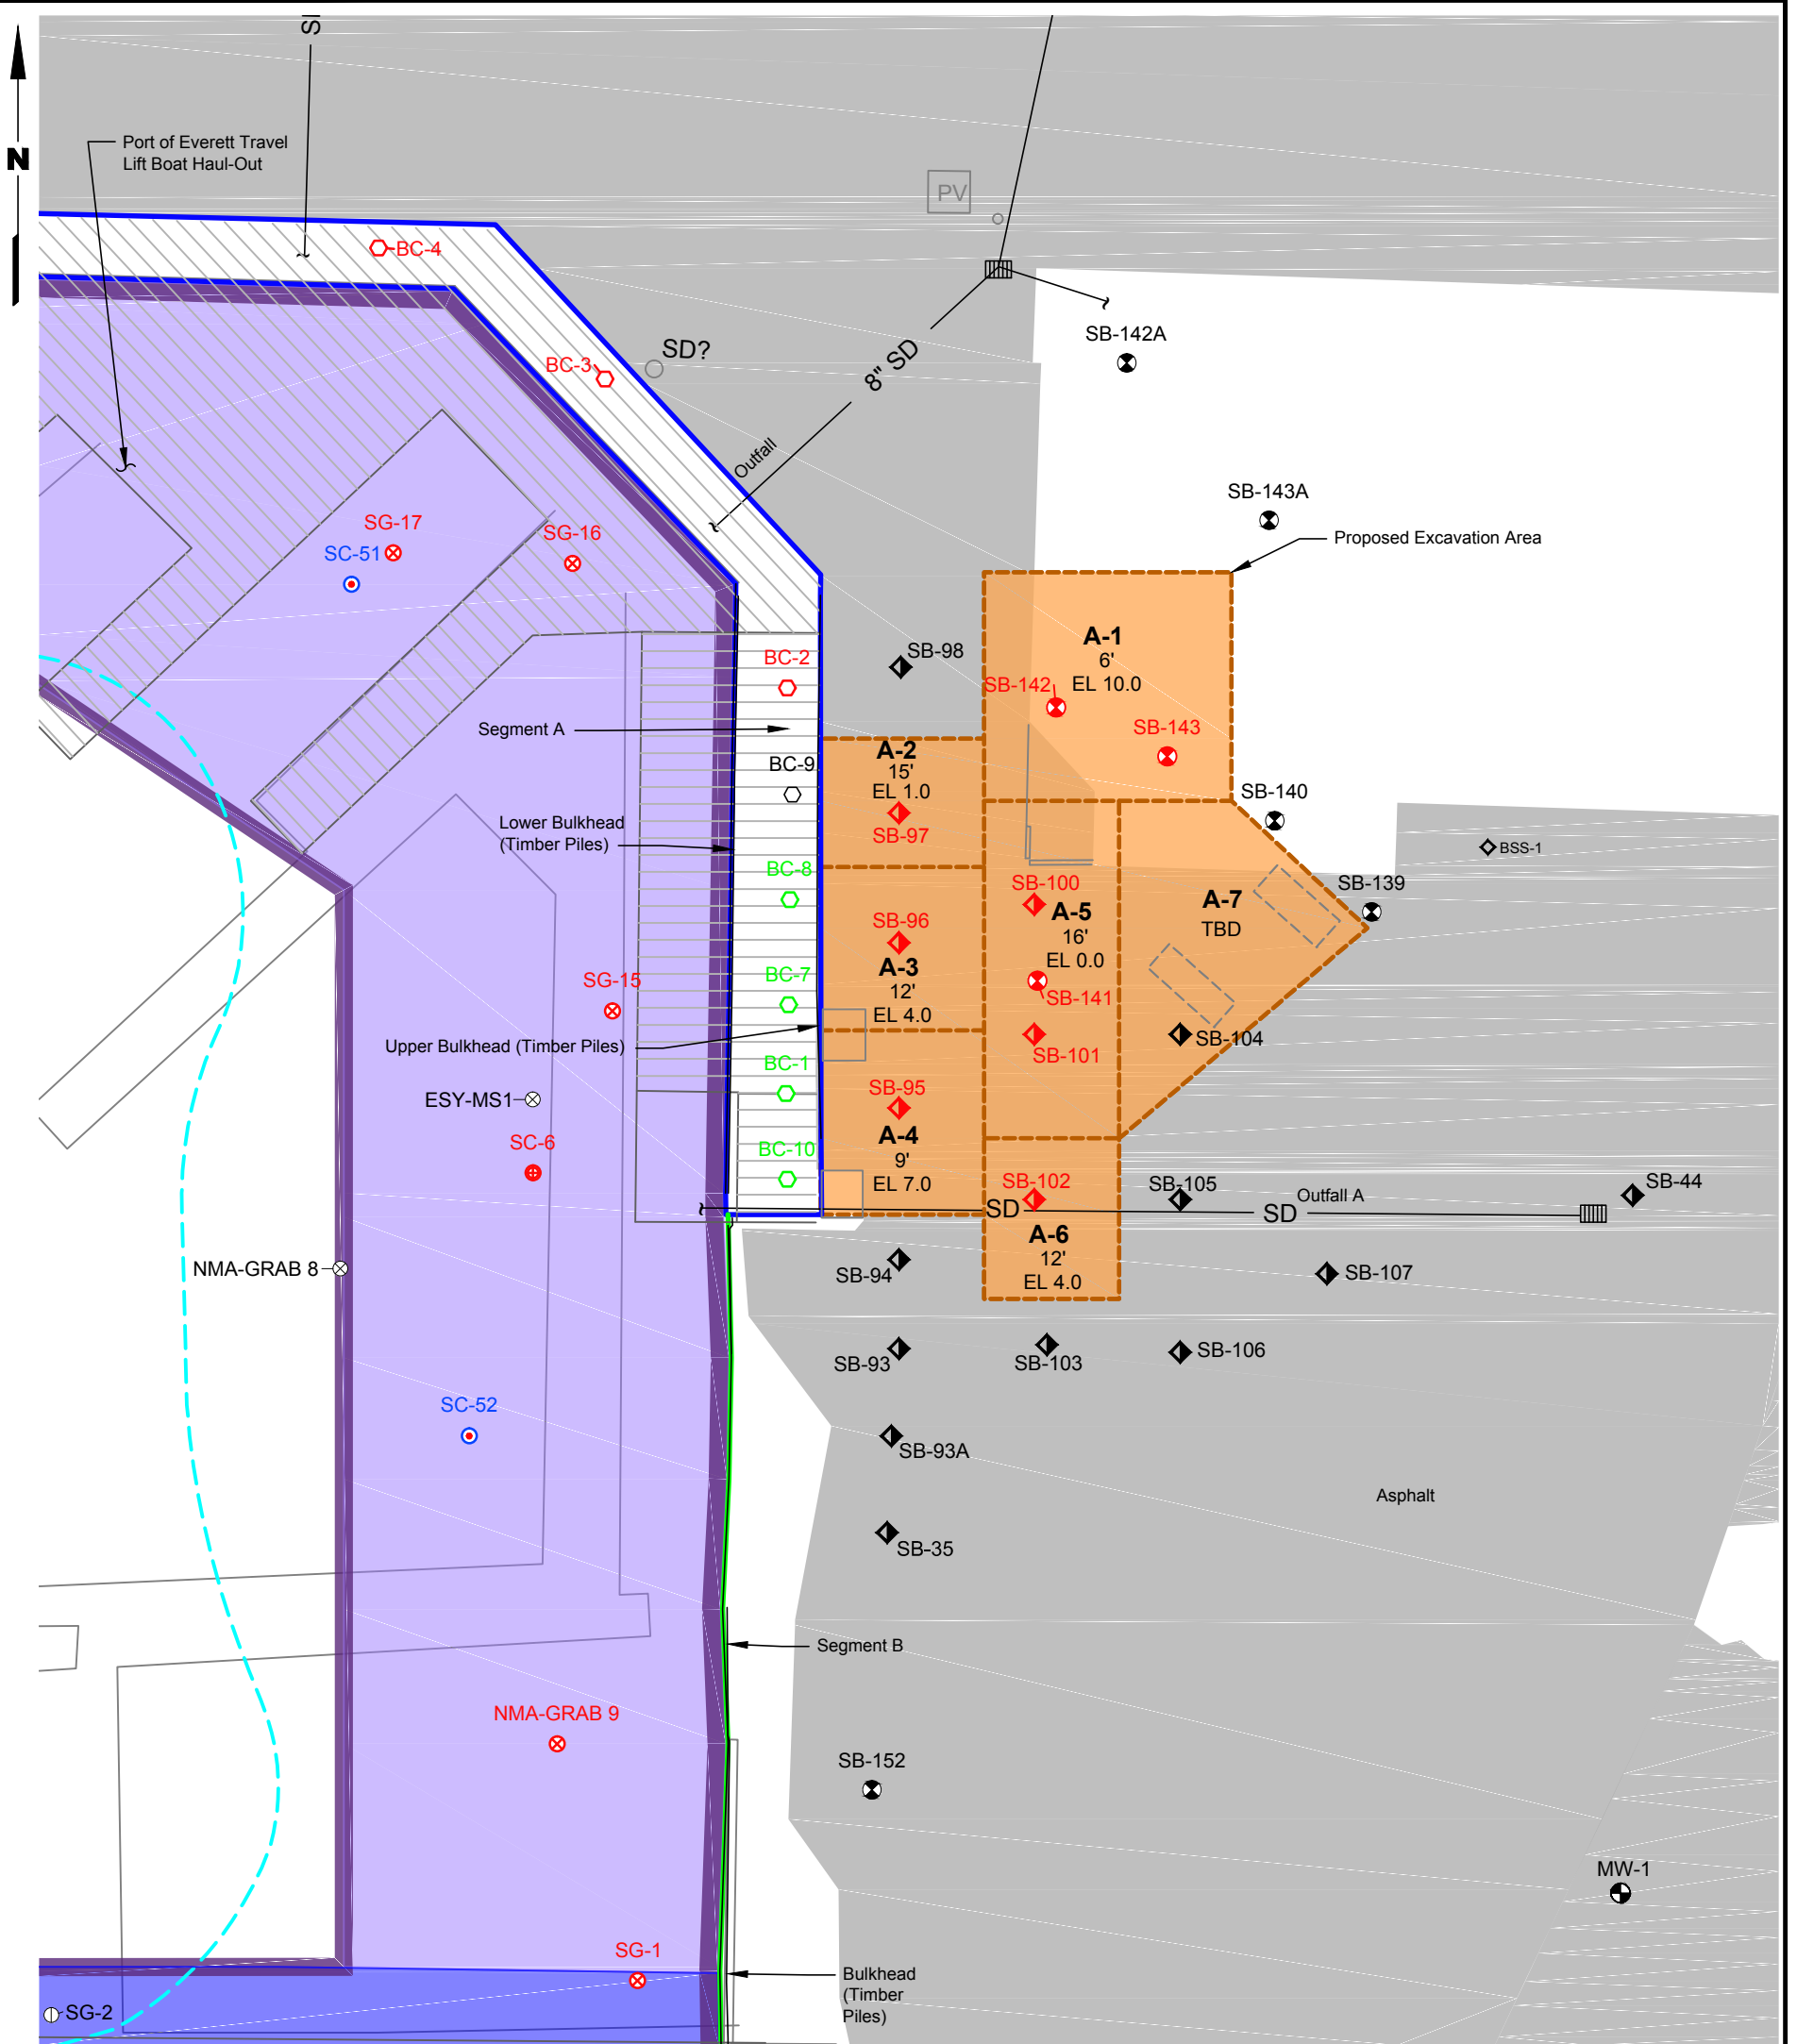 SI
Port of Everett Travel
Lift Boat Haul-Out
N
PV
BC-4
SB-142A
SD?
BC-3
8" SD
Outfall
SB-143A
SG-17
SG-16
SC-51
Proposed Excavation Area
A-1
6'
EL 10.0
SB-98
BC-2
SB-142
Segment A
SB-143
A-2
15'
EL 1.0
SB-97
BC-9
SB-140
Lower Bulkhead
(Timber Piles)
BSS-1
BC-8
SB-100
SB-139
A-5
16'
EL 0.0
A-7
TBD
SB-96
A-3
12'
EL 4.0
SG-15
BC-7
SB-141
Upper Bulkhead (Timber Piles)
SB-101
SB-104
BC-1
SB-95
ESY-MS1
A-4
9'
EL 7.0
SC-6
BC-10
SB-102
SB-105
Outfall A
SB-44
SD
SD
A-6
12'
EL 4.0
NMA-GRAB 8
SB-94
SB-107
SB-93
SB-103
SB-106
SC-52
SB-93A
Asphalt
SB-35
Segment B
NMA-GRAB 9
SB-152
MW-1
SG-1
Bulkhead
(Timber
Piles)
SG-2